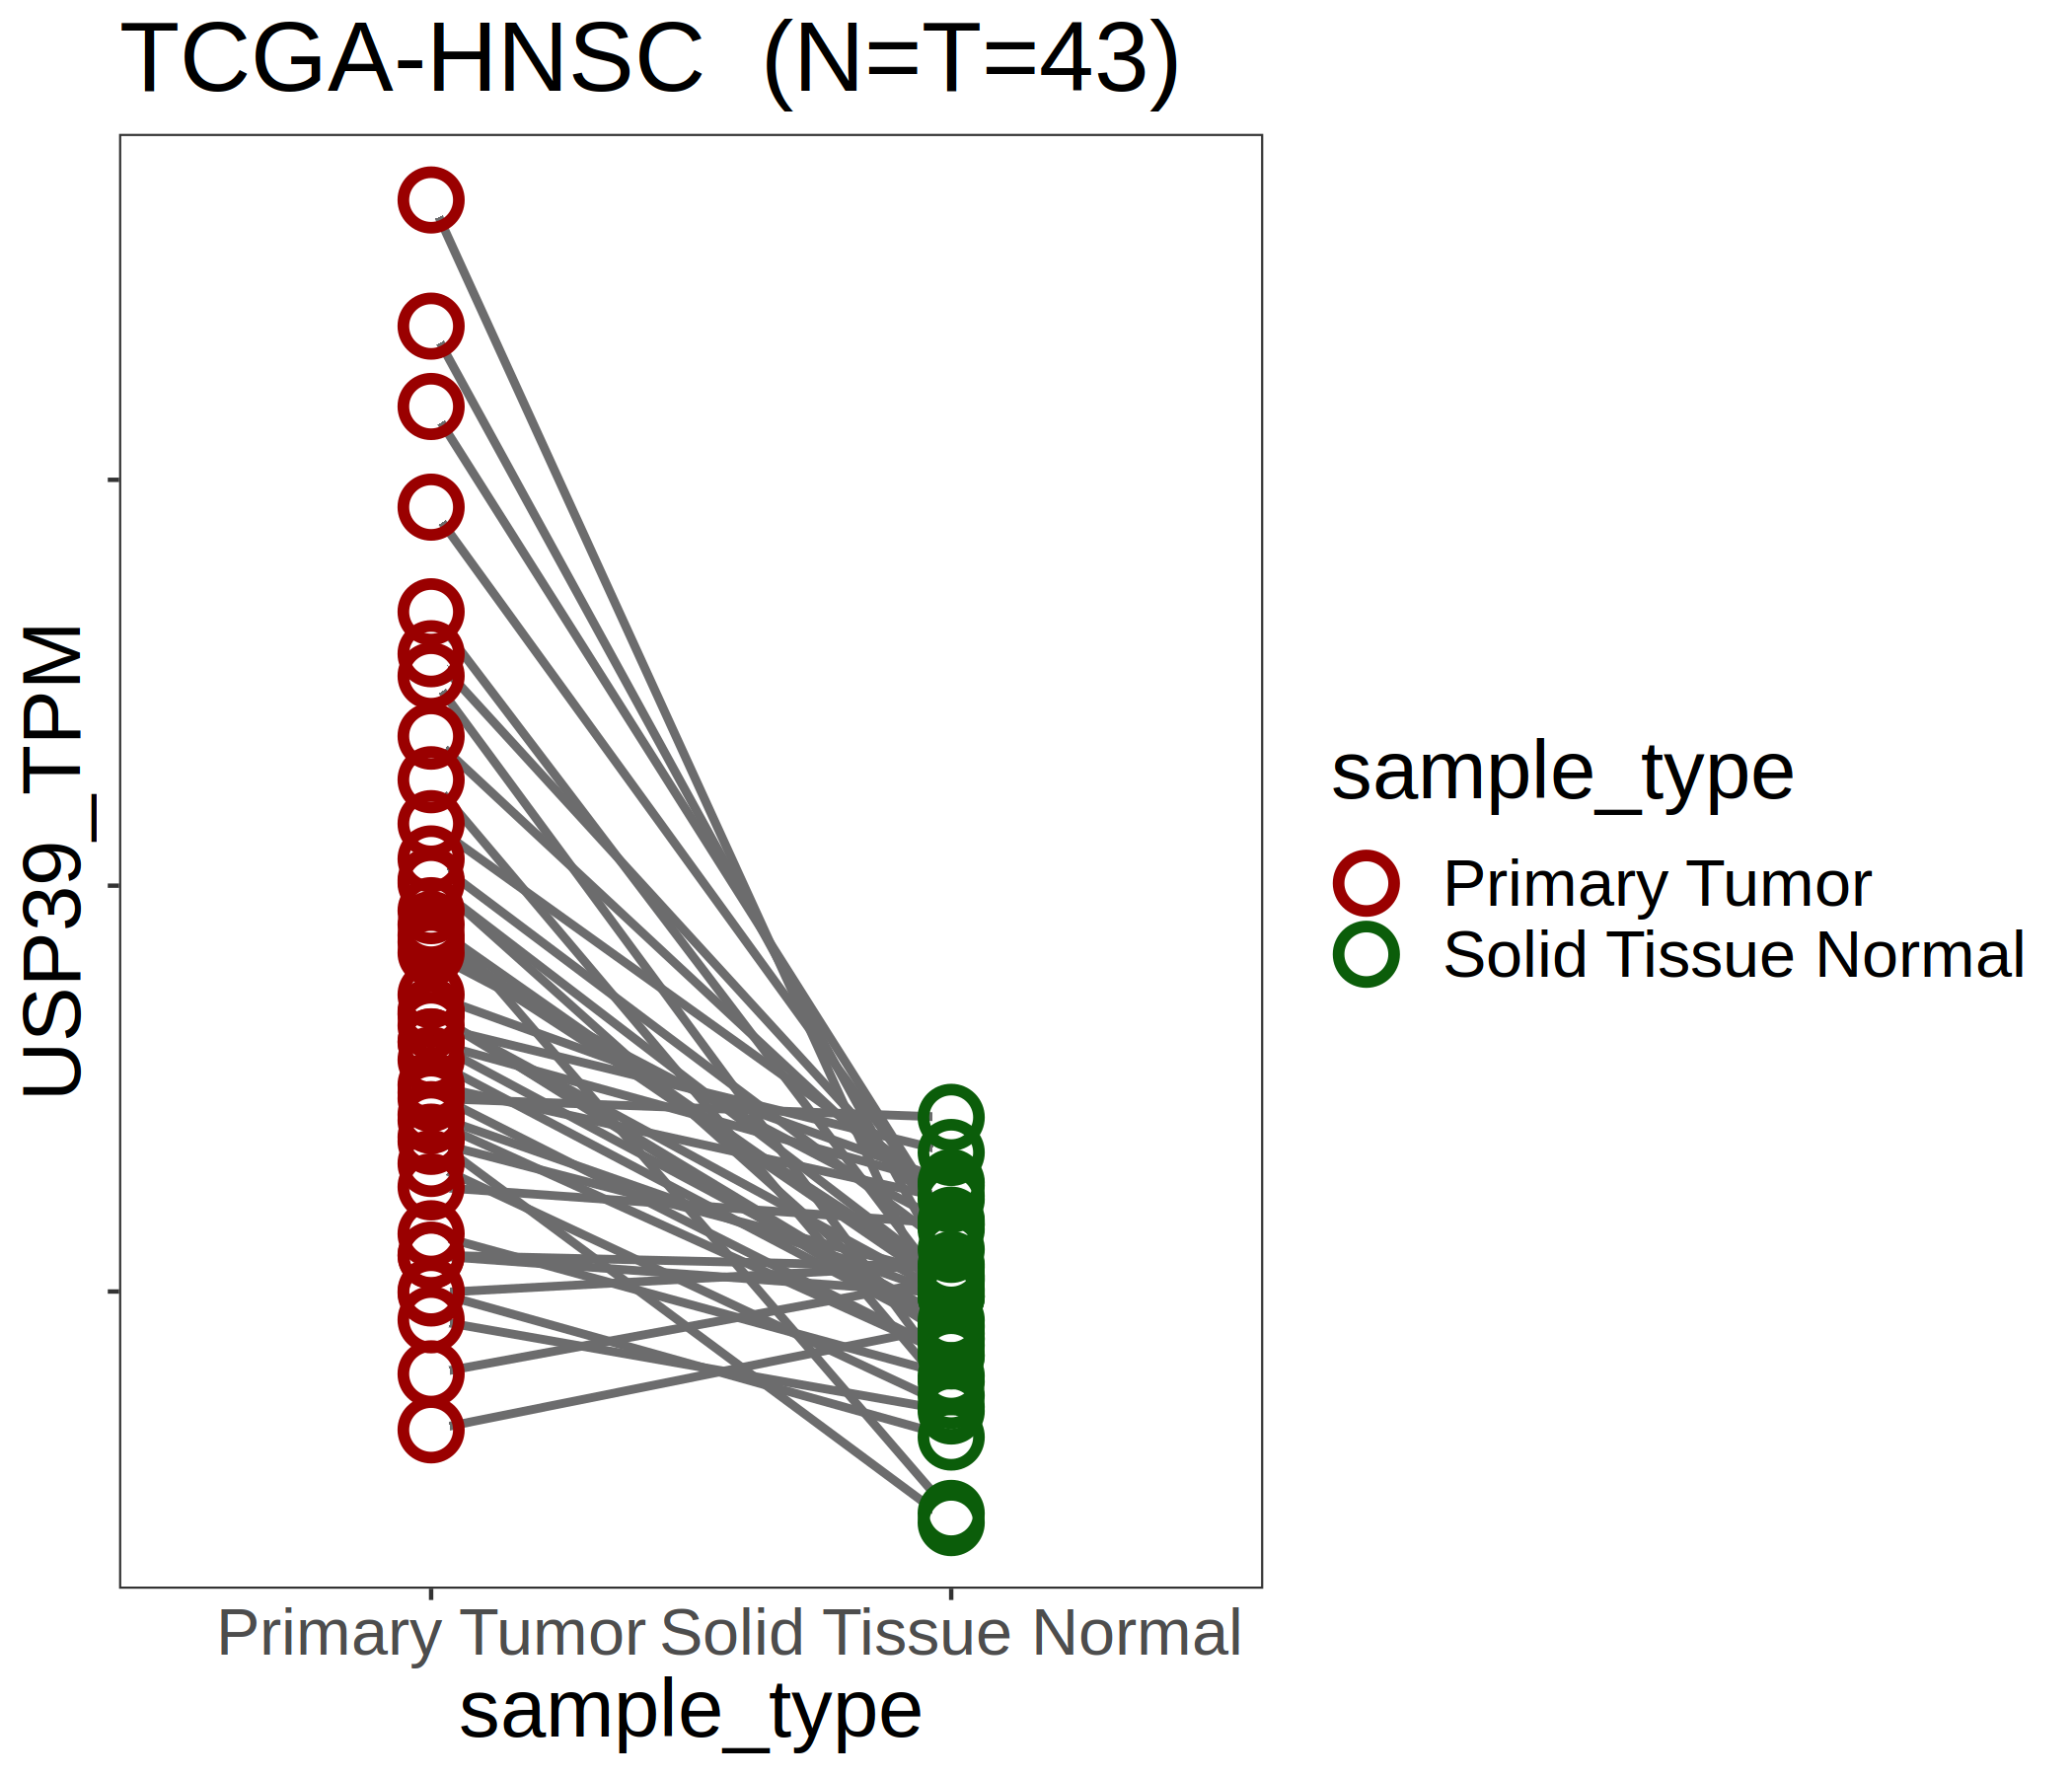 TCGA-HNSC  (N=T=43)
USP39_TPM
sample_type
Primary Tumor
Solid Tissue Normal
Primary Tumor Solid Tissue Normal
sample_type